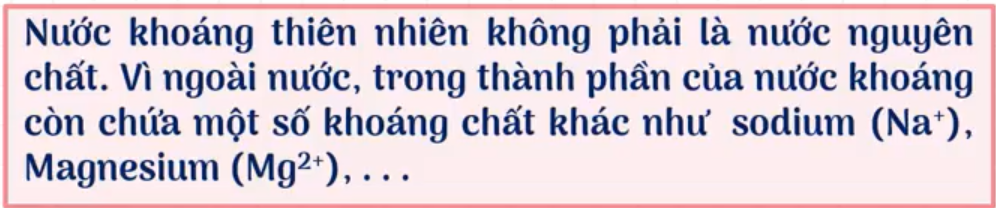 Nước khoáng thiên nhiên không phải là nước nguyên
chất. Vì ngoài nước, trong thành phần của nước khoáng
còn chứa một số khoáng chất khác như sodium (Na⁺),
Magnesium (Mg²⁺), . . .